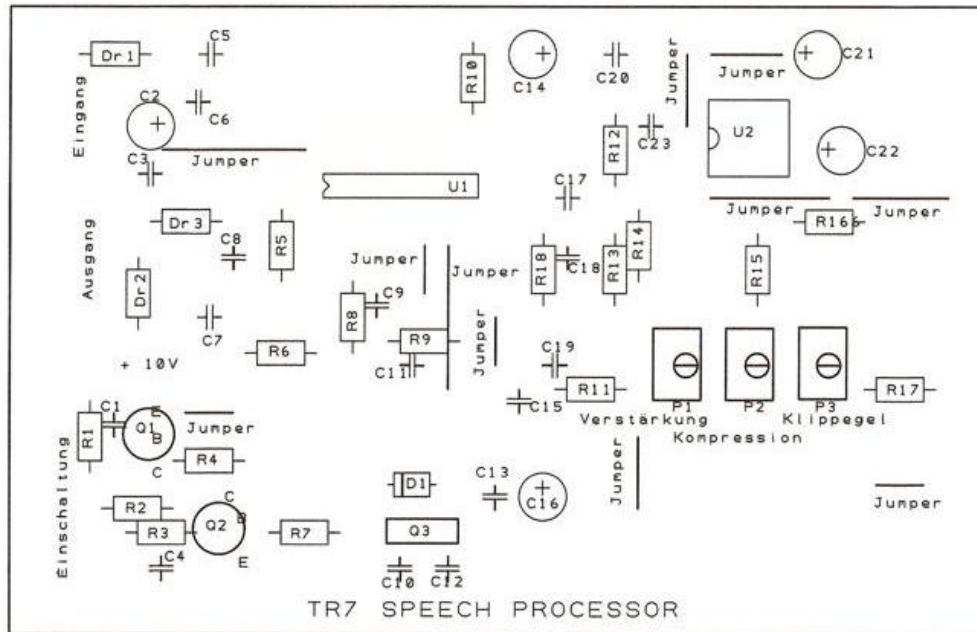 Dr1
C5
R10
C14
C20
Jumper
Jumper
C21
Eingang
C2
C6
C3
Jumper
R12
C23
U2
C22
U1
C17
Jumper
Jumper
R166
Ausgang
Dr3
C8
R5
Jumper
Jumper
R18
C18
R13
R14
R15
Dr2
C7
R8
C9
R9
Jumper
+ 10V
R6
C11
C19
R11
C15
P1
P2
P3
R17
Verstärkung
Klippegel
Kompression
R1
C1
E
Q1
B
C
Jumper
R4
Einschaltung
D1
C13
C16
Jumper
Jumper
R2
R3
C
Q2
B
E
R7
Q3
C4
C10
C12
TR7 SPEECH PROCESSOR